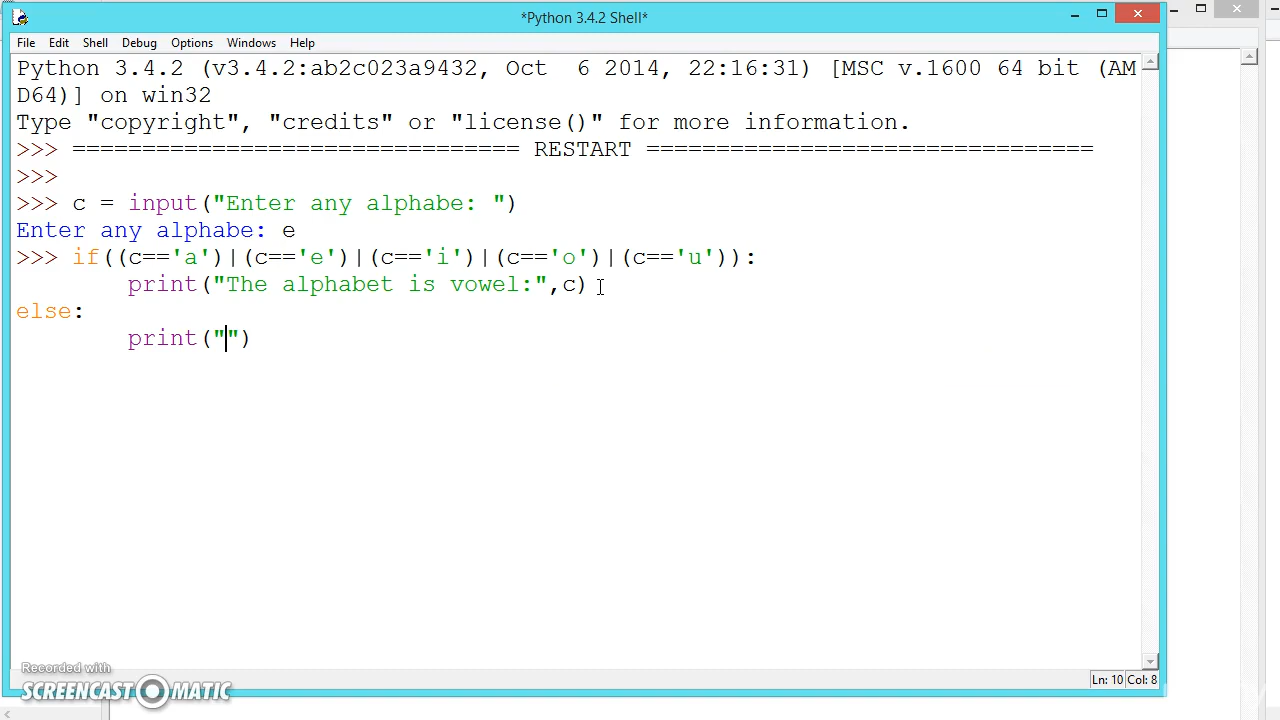 *Python 3.4.2 Shell*
File Edit Shell Debug Options Windows Help
Python 3.4.2 (v3.4.2:ab2c023a9432, Oct  6 2014, 22:16:31) [MSC v.1600 64 bit (AM
D64)] on win32
Type "copyright", "credits" or "license()" for more information.
>>> ================================ RESTART ================================
>>>
>>> c = input("Enter any alphabe: ")
Enter any alphabe: e
>>> if((c=='a')|(c=='e')|(c=='i')|(c=='o')|(c=='u')):
        print("The alphabet is vowel:",c)
else:
        print("")
Recorded with
SCREENCAST MATIC
Ln: 10 Col: 8